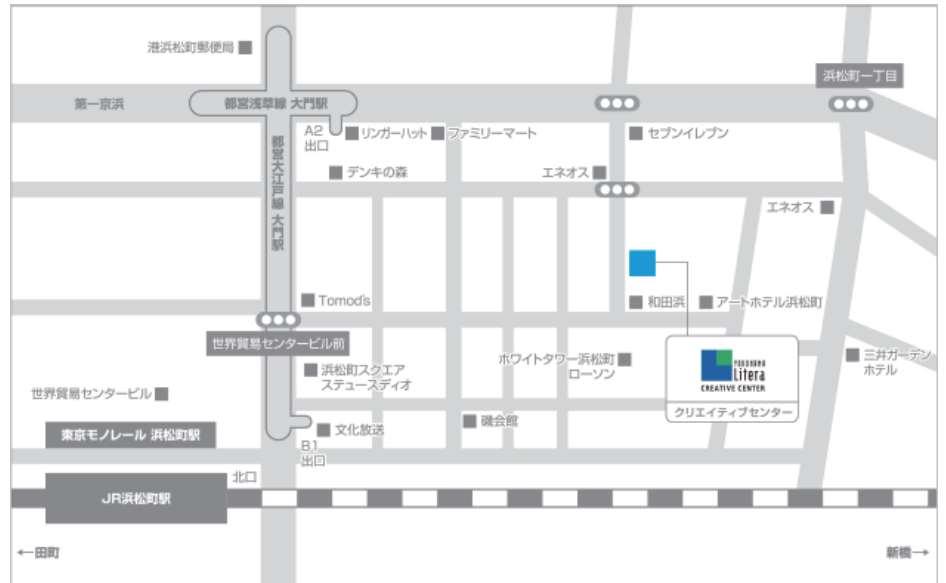 港浜松町郵便局
浜松町一丁目
第一京浜
都営浅草線 大門駅
A2
出口
リンガーハット
ファミリーマート
セブンイレブン
都営大江戸線 大門駅
デンキの森
エネオス
エネオス
Tomod's
和田浜
アートホテル浜松町
世界貿易センタービル前
浜松町スクエア
ステュースディオ
ホワイトタワー浜松町
ローソン
YOKOHAMA
Litera
CREATIVE CENTER
クリエイティブセンター
三井ガーデン
ホテル
世界貿易センタービル
東京モノレール 浜松町駅
文化放送
磯会館
B1
出口
北口
JR浜松町駅
←田町
新橋→